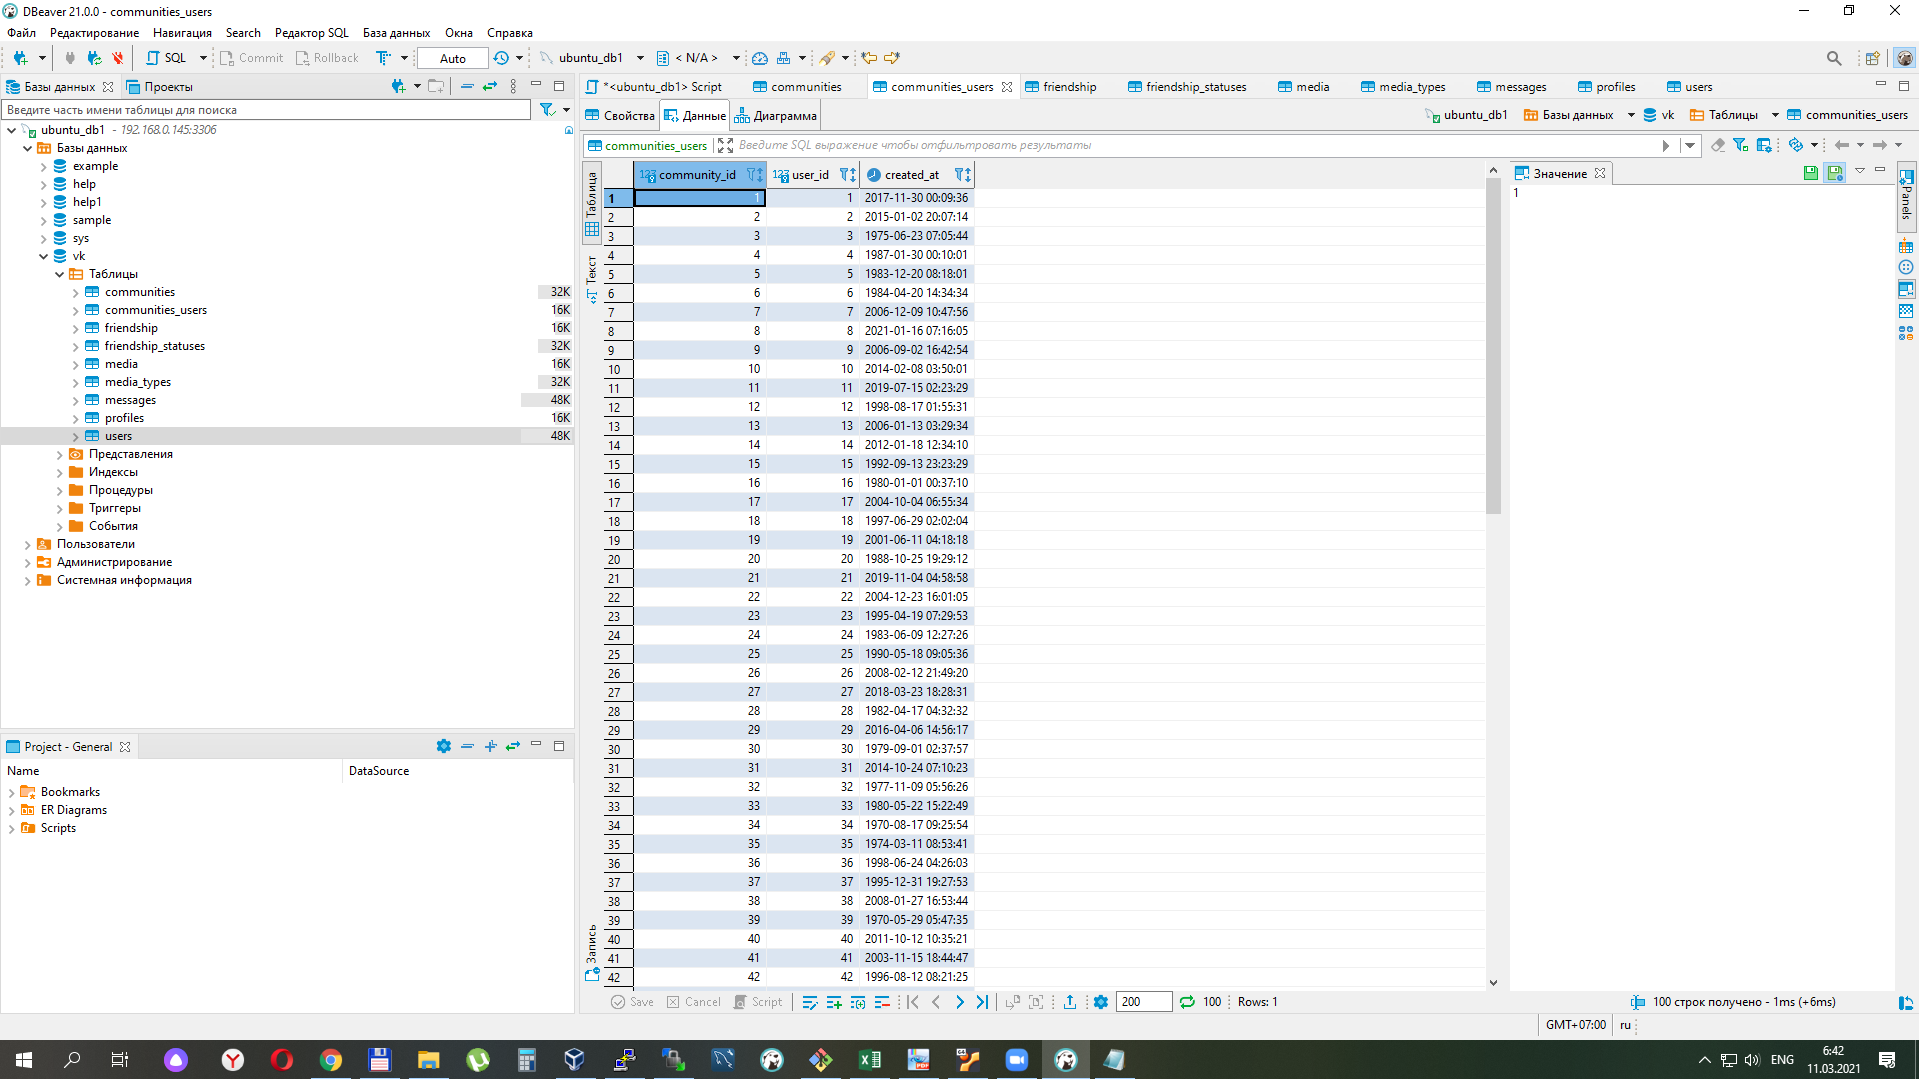 DBeaver 21.0.0 - communities_users
Файл Редактирование Навигация Search Редактор SQL База данных Окна Справка
SQL Commit Rollback Auto ubuntu_db1 < N/A >
Базы данных Проекты
*<ubuntu_db1> Script communities communities_users friendship friendship_statuses media media_types messages profiles users
Введите часть имени таблицы для поиска
Свойства Данные Диаграмма ubuntu_db1 Базы данных vk Таблицы communities_users
communities_users Введите SQL выражение чтобы отфильтровать результаты
ubuntu_db1 - 192.168.0.145:3306
Базы данных
example
help
help1
sample
sys
vk
Таблицы
communities 32K
communities_users 16K
friendship 16K
friendship_statuses 32K
media 16K
media_types 32K
messages 48K
profiles 16K
users 48K
Представления
Индексы
Процедуры
Триггеры
События
Пользователи
Администрирование
Системная информация
Project - General
Name DataSource
Bookmarks
ER Diagrams
Scripts
Таблица
Текст
Запись
123 community_id 123 user_id created_at
1 1 1 2017-11-30 00:09:36
2 2 2 2015-01-02 20:07:14
3 3 3 1975-06-23 07:05:44
4 4 4 1987-01-30 00:10:01
5 5 5 1983-12-20 08:18:01
6 6 6 1984-04-20 14:34:34
7 7 7 2006-12-09 10:47:56
8 8 8 2021-01-16 07:16:05
9 9 9 2006-09-02 16:42:54
10 10 10 2014-02-08 03:50:01
11 11 11 2019-07-15 02:23:29
12 12 12 1998-08-17 01:55:31
13 13 13 2006-01-13 03:29:34
14 14 14 2012-01-18 12:34:10
15 15 15 1992-09-13 23:23:29
16 16 16 1980-01-01 00:37:10
17 17 17 2004-10-04 06:55:34
18 18 18 1997-06-29 02:02:04
19 19 19 2001-06-11 04:18:18
20 20 20 1988-10-25 19:29:12
21 21 21 2019-11-04 04:58:58
22 22 22 2004-12-23 16:01:05
23 23 23 1995-04-19 07:29:53
24 24 24 1983-06-09 12:27:26
25 25 25 1990-05-18 09:05:36
26 26 26 2008-02-12 21:49:20
27 27 27 2018-03-23 18:28:31
28 28 28 1982-04-17 04:32:32
29 29 29 2016-04-06 14:56:17
30 30 30 1979-09-01 02:37:57
31 31 31 2014-10-24 07:10:23
32 32 32 1977-11-09 05:56:26
33 33 33 1980-05-22 15:22:49
34 34 34 1970-08-17 09:25:54
35 35 35 1974-03-11 08:53:41
36 36 36 1998-06-24 04:26:03
37 37 37 1995-12-31 19:27:53
38 38 38 2008-01-27 16:53:44
39 39 39 1970-05-29 05:47:35
40 40 40 2011-10-12 10:35:21
41 41 41 2003-11-15 18:44:47
42 42 42 1996-08-12 08:21:25
Значение
1
Panels
Save Cancel Script 200 100 Rows: 1 100 строк получено - 1ms (+6ms)
GMT+07:00 ru
ENG 6:42
11.03.2021